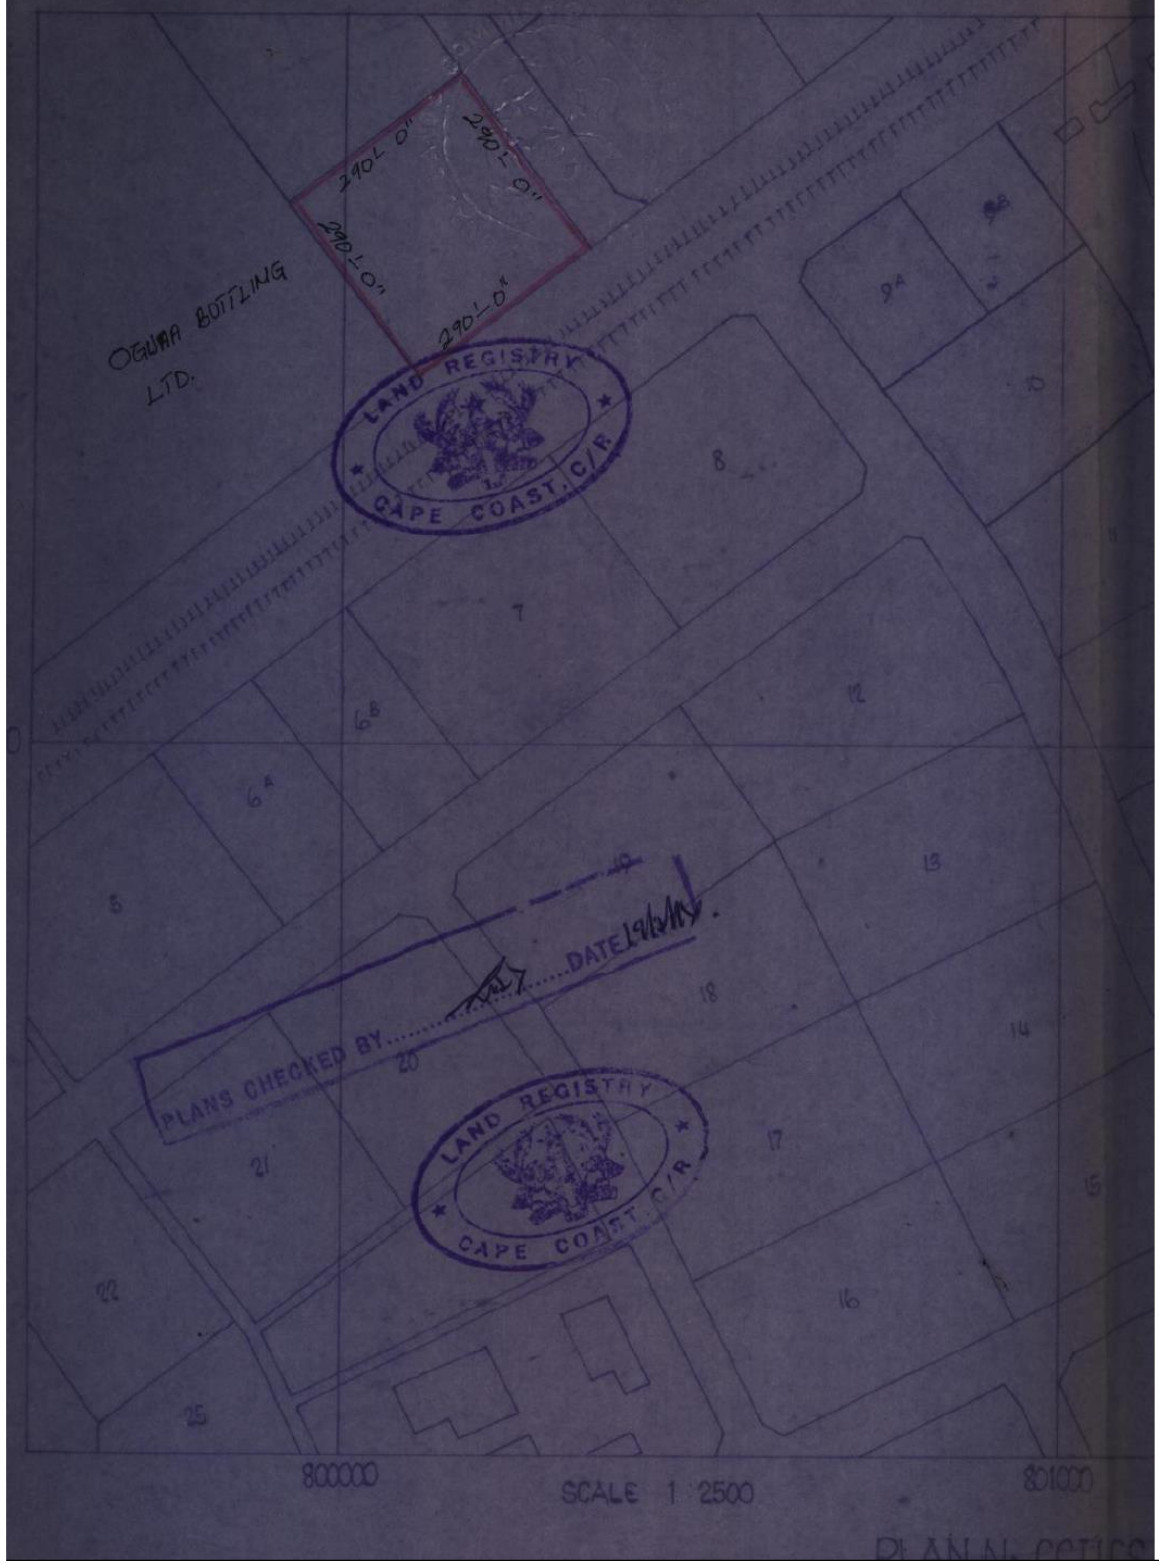 290'-0"
290'-0"
290'-0"
290'-0"
OGUAA BOTTLING
LTD.
LAND REGISTRY
CAPE COAST, C/R
9A
8
7
12
6B
6A
13
5
19
18
14
PLANS CHECKED BY
DATE
20
21
17
LAND REGISTRY
CAPE COAST, C/R
15
22
16
25
800000
801000
SCALE 1 2500